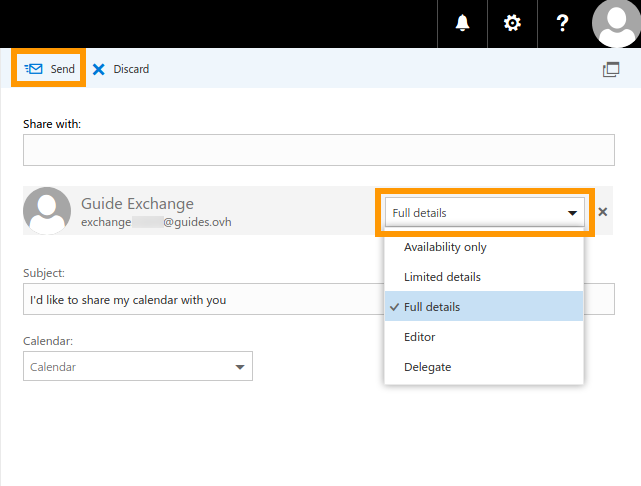 Send Discard
Share with:
Guide Exchange
exchange @guides.ovh
Full details
Availability only
Limited details
Full details
Editor
Delegate
Subject:
I'd like to share my calendar with you
Calendar:
Calendar